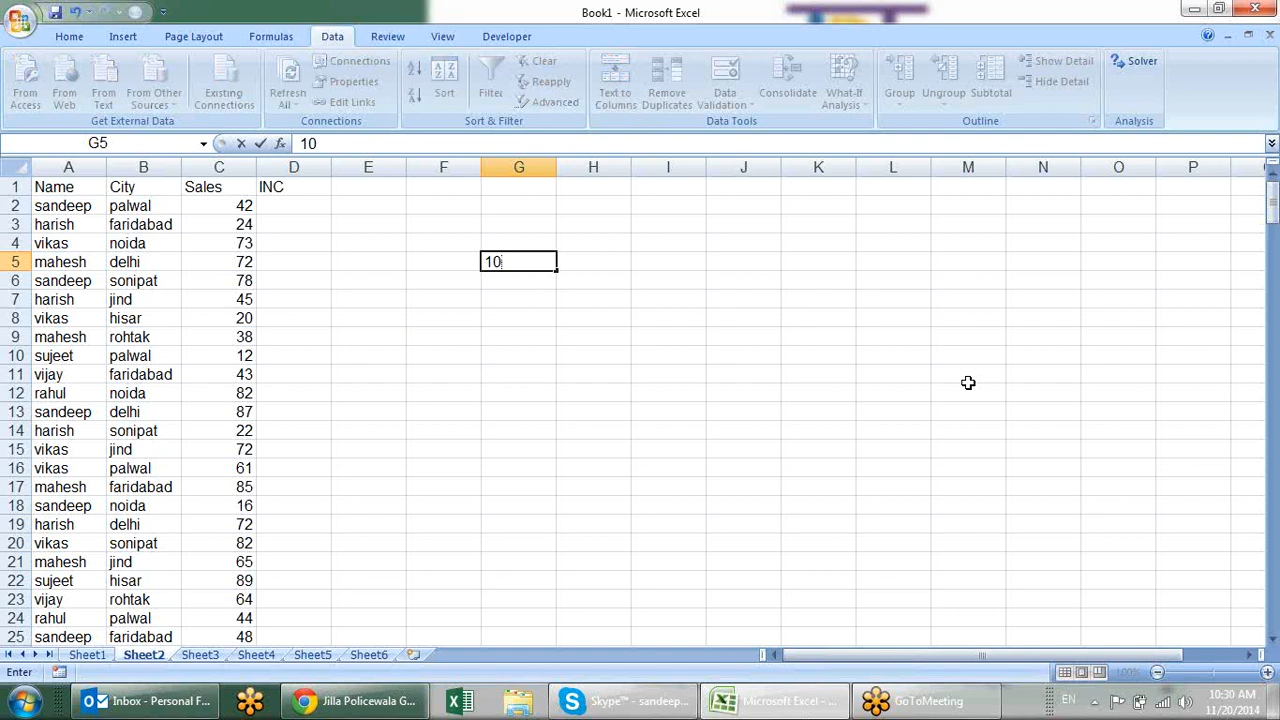 Book1 - Microsoft Excel
Home Insert Page Layout Formulas Data Review View Developer
From Access
From Web
From Text
From Other Sources
Existing Connections
Get External Data
Refresh All
Connections
Properties
Edit Links
Connections
Sort
Filter
Clear
Reapply
Advanced
Sort & Filter
Text to Columns
Remove Duplicates
Data Validation
Consolidate
What-If Analysis
Data Tools
Group
Ungroup
Subtotal
Show Detail
Hide Detail
Outline
Solver
Analysis
G5 fx 10
A B C D E F G H I J K L M N O P
1 Name City Sales INC
2 sandeep palwal 42
3 harish faridabad 24
4 vikas noida 73
5 mahesh delhi 72 10
6 sandeep sonipat 78
7 harish jind 45
8 vikas hisar 20
9 mahesh rohtak 38
10 sujeet palwal 12
11 vijay faridabad 43
12 rahul noida 82
13 sandeep delhi 87
14 harish sonipat 22
15 vikas jind 72
16 vikas palwal 61
17 mahesh faridabad 85
18 sandeep noida 16
19 harish delhi 72
20 vikas sonipat 82
21 mahesh jind 65
22 sujeet hisar 89
23 vijay rohtak 64
24 rahul palwal 44
25 sandeep faridabad 48
Sheet1 Sheet2 Sheet3 Sheet4 Sheet5 Sheet6
Enter 100%
Inbox - Personal F... Jilla Policewala G... Skype™ - sandeep... Microsoft Excel - ... GoToMeeting EN 10:30 AM
11/20/2014